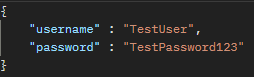 {
    "username" : "TestUser",
    "password" : "TestPassword123"
}